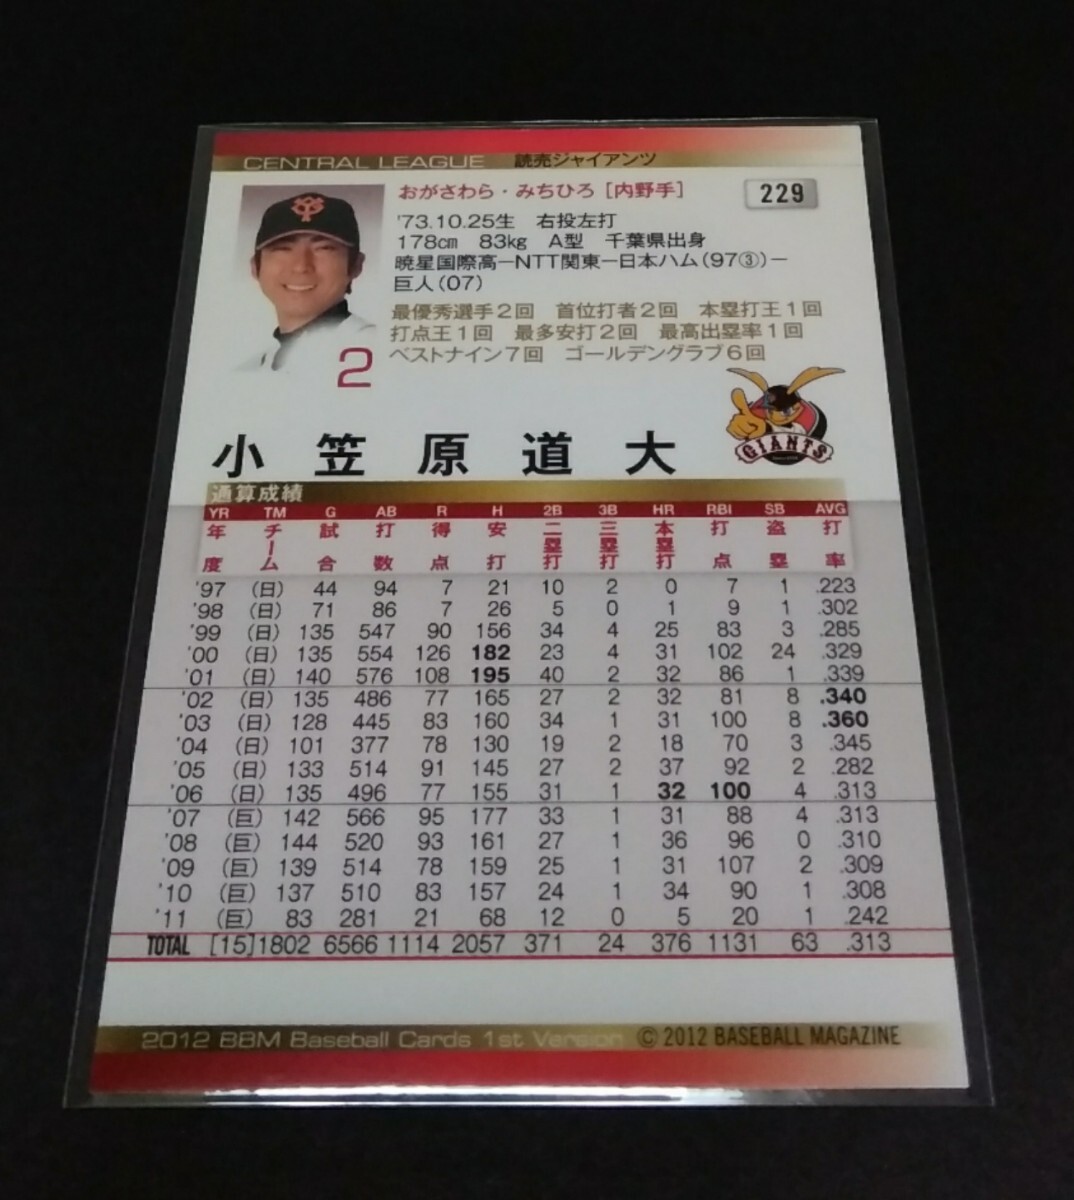 CENTRAL LEAGUE 読売ジャイアンツ
おがさわら・みちひろ［内野手］ 229
'73.10.25生 右投左打
178cm 83kg A型 千葉県出身
暁星国際高ーNTT関東ー日本ハム(97③)ー
巨人(07)
最優秀選手2回 首位打者2回 本塁打王1回
打点王1回 最多安打2回 最高出塁率1回
ベストナイン7回 ゴールデングラブ6回
2
GIANTS
小笠原道大
通算成績
YR TM G AB R H 2B 3B HR RBI SB AVG
年度 チーム 試合 打数 得点 安打 二塁打 三塁打 本塁打 打点 盗塁 打率
'97 (日) 44 94 7 21 10 2 0 7 1 .223
'98 (日) 71 86 7 26 5 0 1 9 1 .302
'99 (日) 135 547 90 156 34 4 25 83 3 .285
'00 (日) 135 554 126 182 23 4 31 102 24 .329
'01 (日) 140 576 108 195 40 2 32 86 1 .339
'02 (日) 135 486 77 165 27 2 32 81 8 .340
'03 (日) 128 445 83 160 34 1 31 100 8 .360
'04 (日) 101 377 78 130 19 2 18 70 3 .345
'05 (日) 133 514 91 145 27 2 37 92 2 .282
'06 (日) 135 496 77 155 31 1 32 100 4 .313
'07 (巨) 142 566 95 177 33 1 31 88 4 .313
'08 (巨) 144 520 93 161 27 1 36 96 0 .310
'09 (巨) 139 514 78 159 25 1 31 107 2 .309
'10 (巨) 137 510 83 157 24 1 34 90 1 .308
'11 (巨) 83 281 21 68 12 0 5 20 1 .242
TOTAL [15] 1802 6566 1114 2057 371 24 376 1131 63 .313
2012 BBM Baseball Cards 1st Version © 2012 BASEBALL MAGAZINE